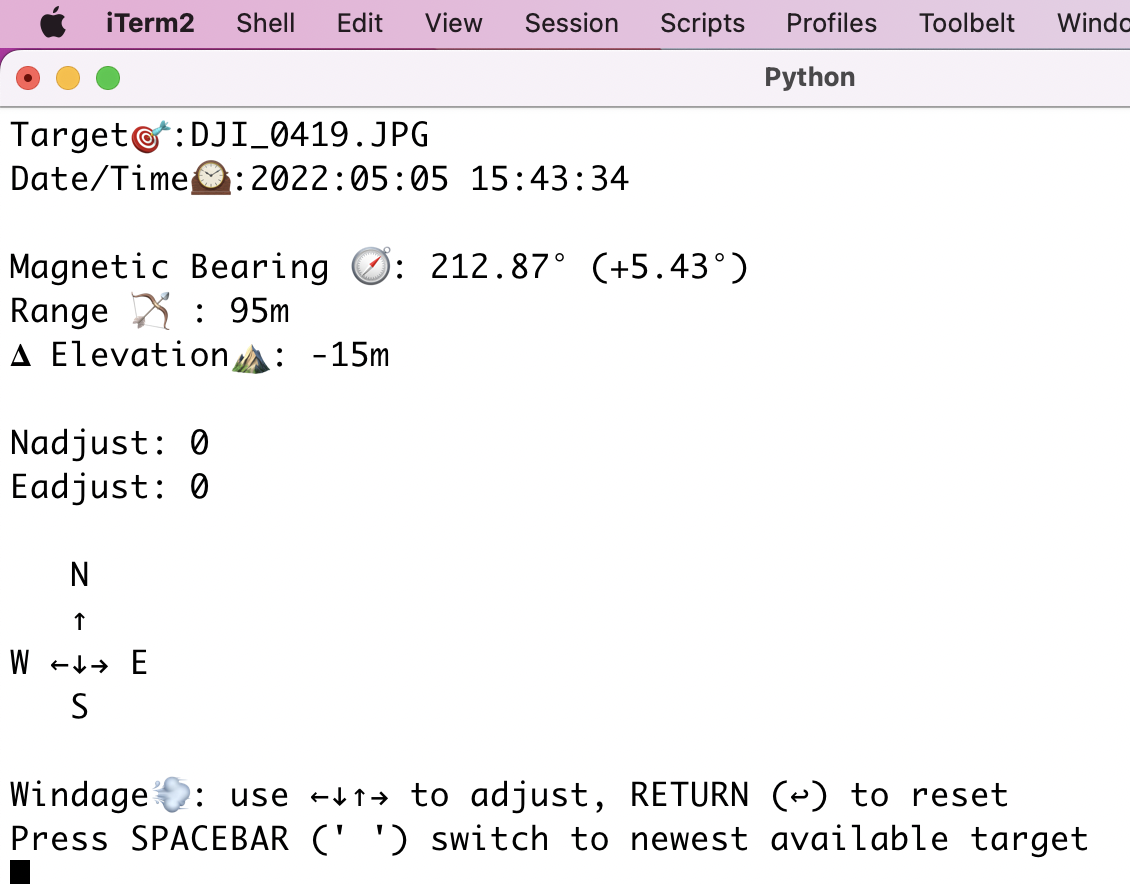 iTerm2 Shell Edit View Session Scripts Profiles Toolbelt Windo
Python
Target🎯:DJI_0419.JPG
Date/Time🕰️:2022:05:05 15:43:34
Magnetic Bearing 🧭: 212.87° (+5.43°)
Range 🏹 : 95m
𝚫 Elevation⛰️: -15m
Nadjust: 0
Eadjust: 0
N
↑
W ←↓→ E
S
Windage💨: use ←↓↑→ to adjust, RETURN (↩) to reset
Press SPACEBAR (' ') switch to newest available target